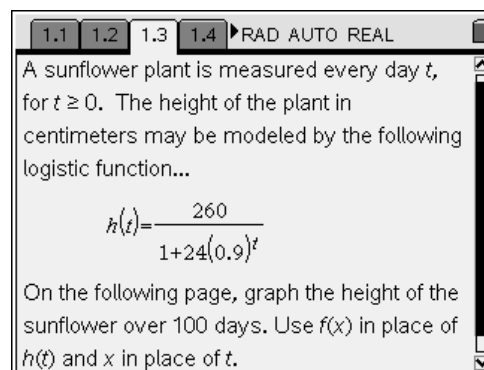 1.1 1.2 1.3 1.4 RAD AUTO REAL
A sunflower plant is measured every day t,
for t ≥ 0. The height of the plant in
centimeters may be modeled by the following
logistic function...
h(t)=260/(1+24(0.9)^t)
On the following page, graph the height of the
sunflower over 100 days. Use f(x) in place of
h(t) and x in place of t.